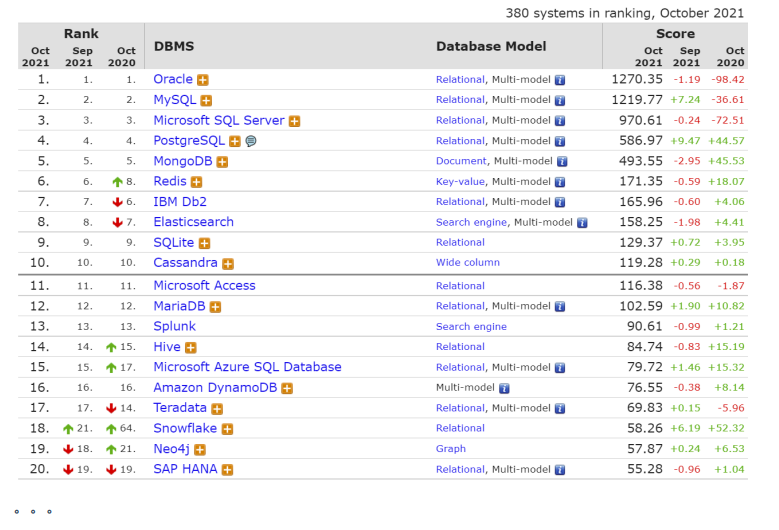 380 systems in ranking, October 2021
Rank DBMS Database Model Score
Oct 2021 Sep 2021 Oct 2020 Oct 2021 Sep 2021 Oct 2020
1. 1. 1. Oracle Relational, Multi-model 1270.35 -1.19 -98.42
2. 2. 2. MySQL Relational, Multi-model 1219.77 +7.24 -36.61
3. 3. 3. Microsoft SQL Server Relational, Multi-model 970.61 -0.24 -72.51
4. 4. 4. PostgreSQL Relational, Multi-model 586.97 +9.47 +44.57
5. 5. 5. MongoDB Document, Multi-model 493.55 -2.95 +45.53
6. 6. 8. Redis Key-value, Multi-model 171.35 -0.59 +18.07
7. 7. 6. IBM Db2 Relational, Multi-model 165.96 -0.60 +4.06
8. 8. 7. Elasticsearch Search engine, Multi-model 158.25 -1.98 +4.41
9. 9. 9. SQLite Relational 129.37 +0.72 +3.95
10. 10. 10. Cassandra Wide column 119.28 +0.29 +0.18
11. 11. 11. Microsoft Access Relational 116.38 -0.56 -1.87
12. 12. 12. MariaDB Relational, Multi-model 102.59 +1.90 +10.82
13. 13. 13. Splunk Search engine 90.61 -0.99 +1.21
14. 14. 15. Hive Relational 84.74 -0.83 +15.19
15. 15. 17. Microsoft Azure SQL Database Relational, Multi-model 79.72 +1.46 +15.32
16. 16. 16. Amazon DynamoDB Multi-model 76.55 -0.38 +8.14
17. 17. 14. Teradata Relational, Multi-model 69.83 +0.15 -5.96
18. 21. 64. Snowflake Relational 58.26 +6.19 +52.32
19. 18. 21. Neo4j Graph 57.87 +0.24 +6.53
20. 19. 19. SAP HANA Relational, Multi-model 55.28 -0.96 +1.04